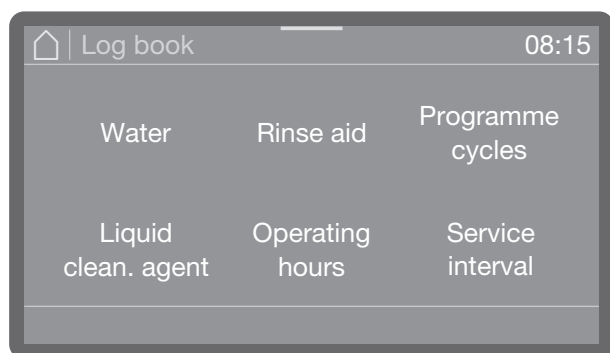 Log book 08:15
Water Rinse aid Programme
cycles
Liquid Operating Service
clean. agent hours interval